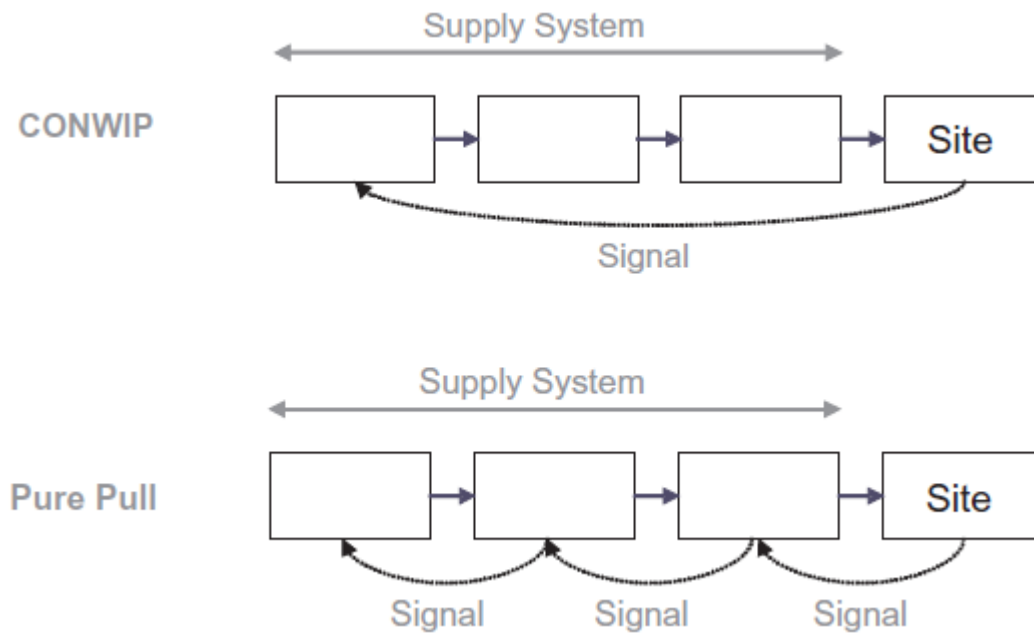 Supply System
CONWIP
Site
Signal
Supply System
Pure Pull
Site
Signal
Signal
Signal